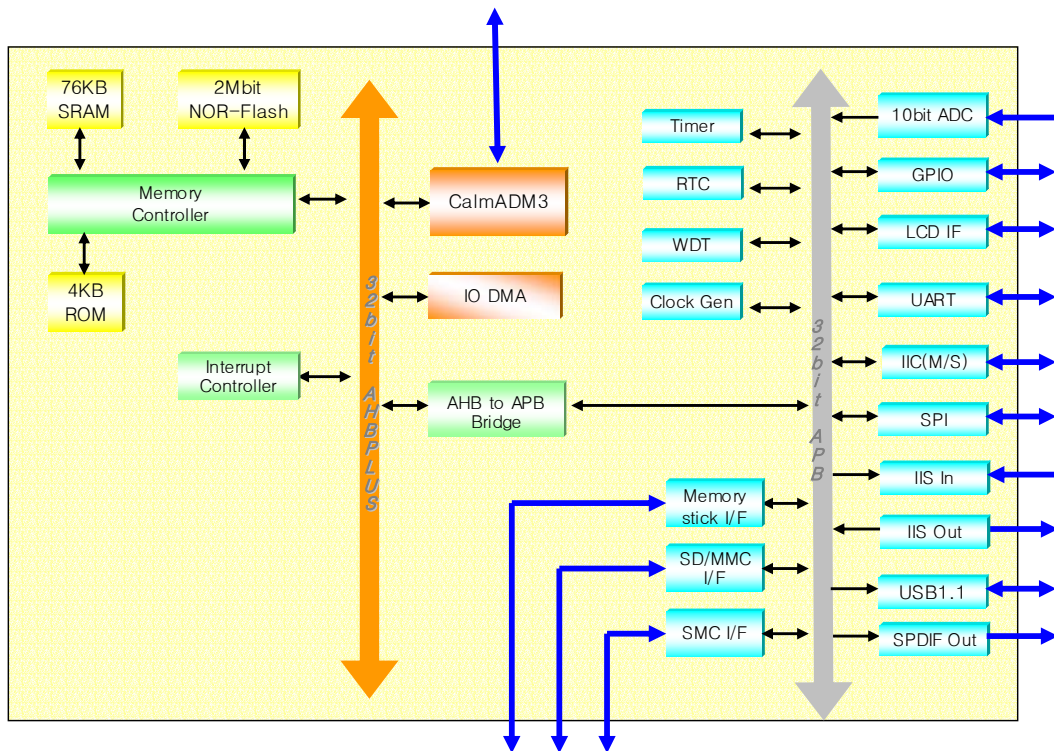 76KB
SRAM
2Mbit
NOR-Flash
Memory
Controller
4KB
ROM
Interrupt
Controller
32bit AHBPLUS
CalmADM3
IO DMA
AHB to APB
Bridge
Timer
RTC
WDT
Clock Gen
Memory
stick I/F
SD/MMC
I/F
SMC I/F
32bit APB
10bit ADC
GPIO
LCD IF
UART
IIC(M/S)
SPI
IIS In
IIS Out
USB1.1
SPDIF Out